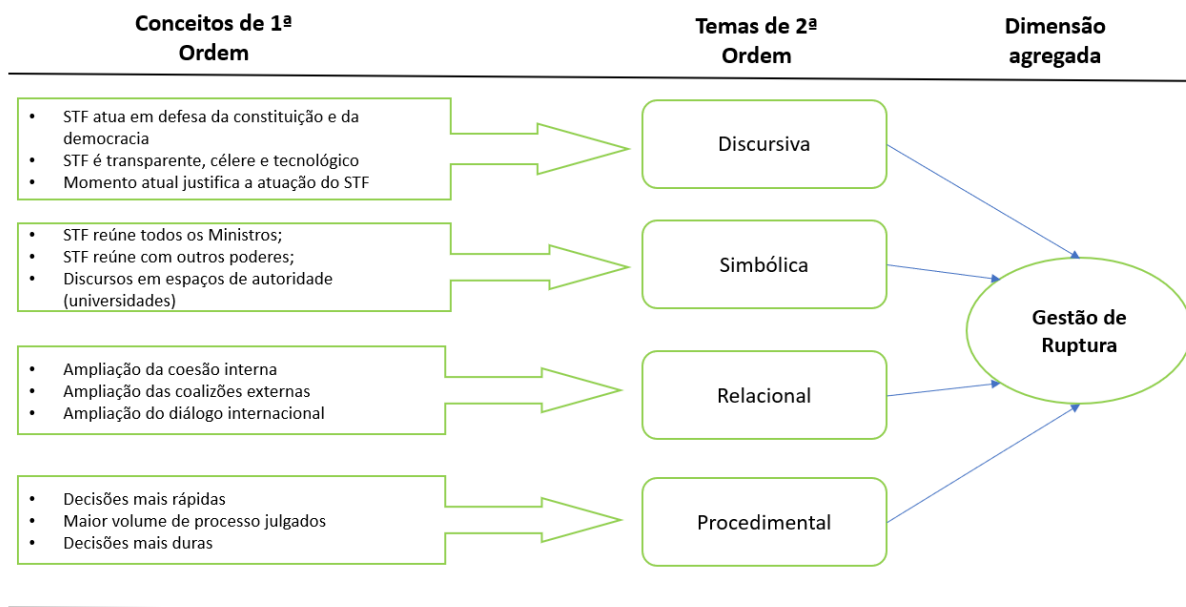 Conceitos de 1ª
Ordem
Temas de 2ª
Ordem
Dimensão
agregada
• STF atua em defesa da constituição e da
democracia
• STF é transparente, célere e tecnológico
• Momento atual justifica a atuação do STF
Discursiva
• STF reúne todos os Ministros;
• STF reúne com outros poderes;
• Discursos em espaços de autoridade
(universidades)
Simbólica
Gestão de
Ruptura
• Ampliação da coesão interna
• Ampliação das coalizões externas
• Ampliação do diálogo internacional
Relacional
• Decisões mais rápidas
• Maior volume de processo julgados
• Decisões mais duras
Procedimental